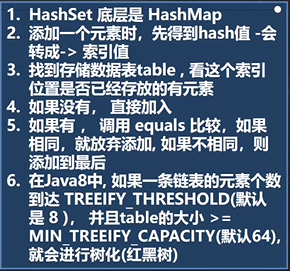 1. HashSet 底层是 HashMap
2. 添加一个元素时，先得到hash值 -会
转成-> 索引值
3. 找到存储数据表table , 看这个索引
位置是否已经存放的有元素
4. 如果没有， 直接加入
5. 如果有 ， 调用 equals 比较，如果
相同，就放弃添加, 如果不相同，则
添加到最后
6. 在Java8中, 如果一条链表的元素个数
到达 TREEIFY_THRESHOLD(默认
是 8 )， 并且table的大小 >=
MIN_TREEIFY_CAPACITY(默认64),
就会进行树化(红黑树)